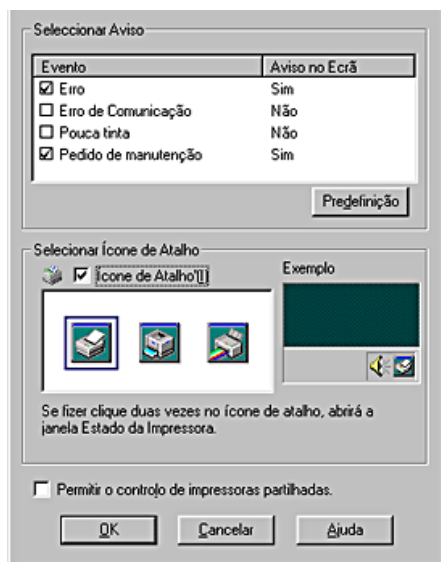 Seleccionar Aviso
Evento Aviso no Ecrã
Erro Sim
Erro de Comunicação Não
Pouca tinta Não
Pedido de manutenção Sim
Predefinição
Selecionar Ícone de Atalho
Ícone de Atalho'(I) Exemplo
Se fizer clique duas vezes no ícone de atalho, abrirá a
janela Estado da Impressora.
Permitir o controlo de impressoras partilhadas.
OK Cancelar Ajuda